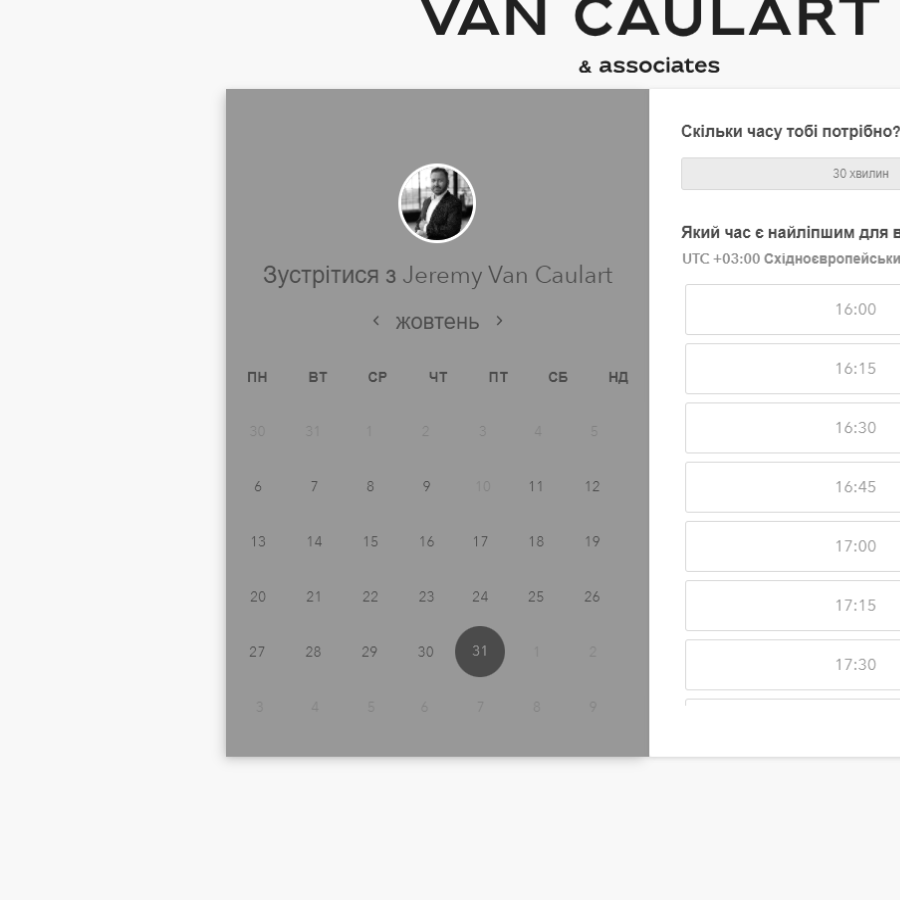 VAN CAULART
& associates
Зустрітися з Jeremy Van Caulart
жовтень
ПН ВТ СР ЧТ ПТ СБ НД
30 31 1 2 3 4 5
6 7 8 9 10 11 12
13 14 15 16 17 18 19
20 21 22 23 24 25 26
27 28 29 30 31 1 2
3 4 5 6 7 8 9
Скільки часу тобі потрібно?
30 хвилин
Який час є найліпшим для в
UTC +03:00 Східноєвропейськи
16:00
16:15
16:30
16:45
17:00
17:15
17:30